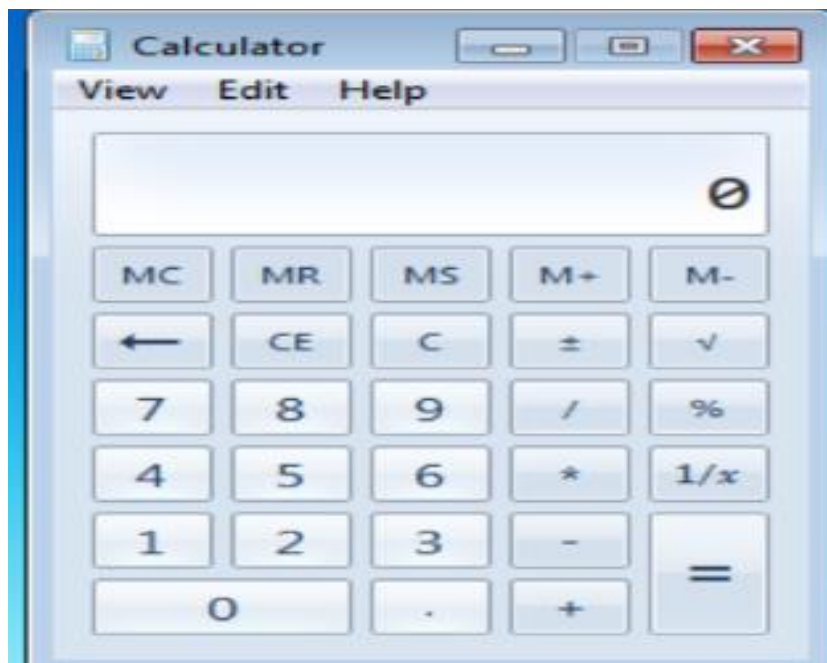 Calculator
View Edit Help
0
MC MR MS M+ M-
← CE C ± √
7 8 9 / %
4 5 6 * 1/x
1 2 3 -
0 . + =